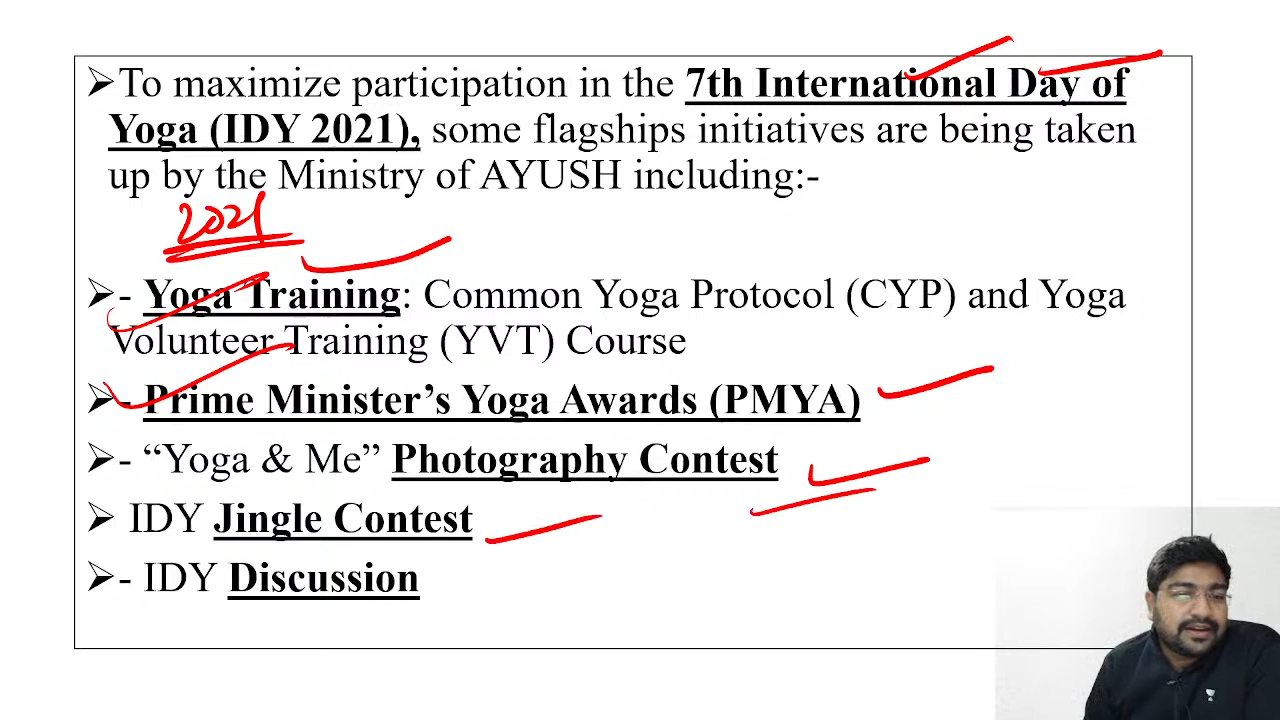 ➢To maximize participation in the 7th International Day of
Yoga (IDY 2021), some flagships initiatives are being taken
up by the Ministry of AYUSH including:-
2021
➢- Yoga Training: Common Yoga Protocol (CYP) and Yoga
Volunteer Training (YVT) Course
➢- Prime Minister’s Yoga Awards (PMYA)
➢- “Yoga & Me” Photography Contest
➢ IDY Jingle Contest
➢- IDY Discussion